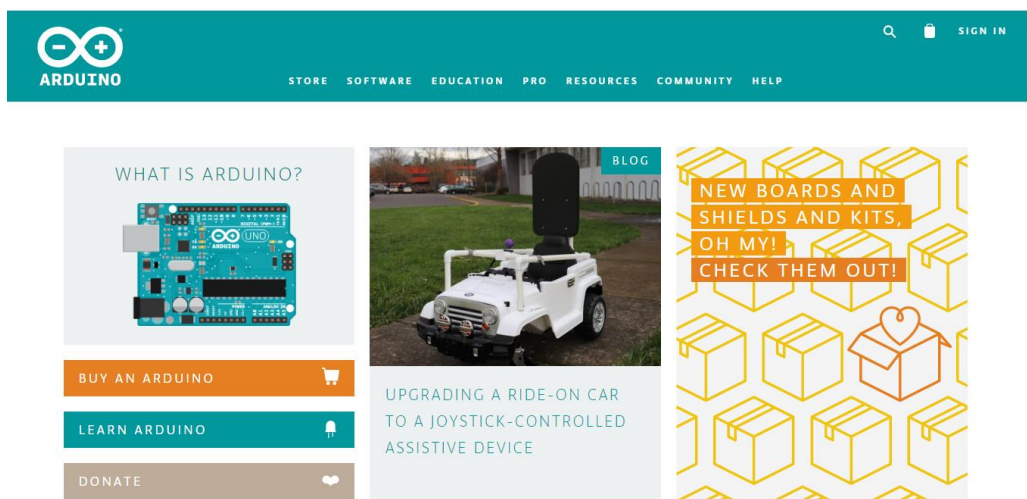 ARDUINO
SIGN IN
STORE SOFTWARE EDUCATION PRO RESOURCES COMMUNITY HELP
WHAT IS ARDUINO?
UNO
ARDUINO
BUY AN ARDUINO
LEARN ARDUINO
DONATE
BLOG
UPGRADING A RIDE-ON CAR
TO A JOYSTICK-CONTROLLED
ASSISTIVE DEVICE
NEW BOARDS AND
SHIELDS AND KITS,
OH MY!
CHECK THEM OUT!